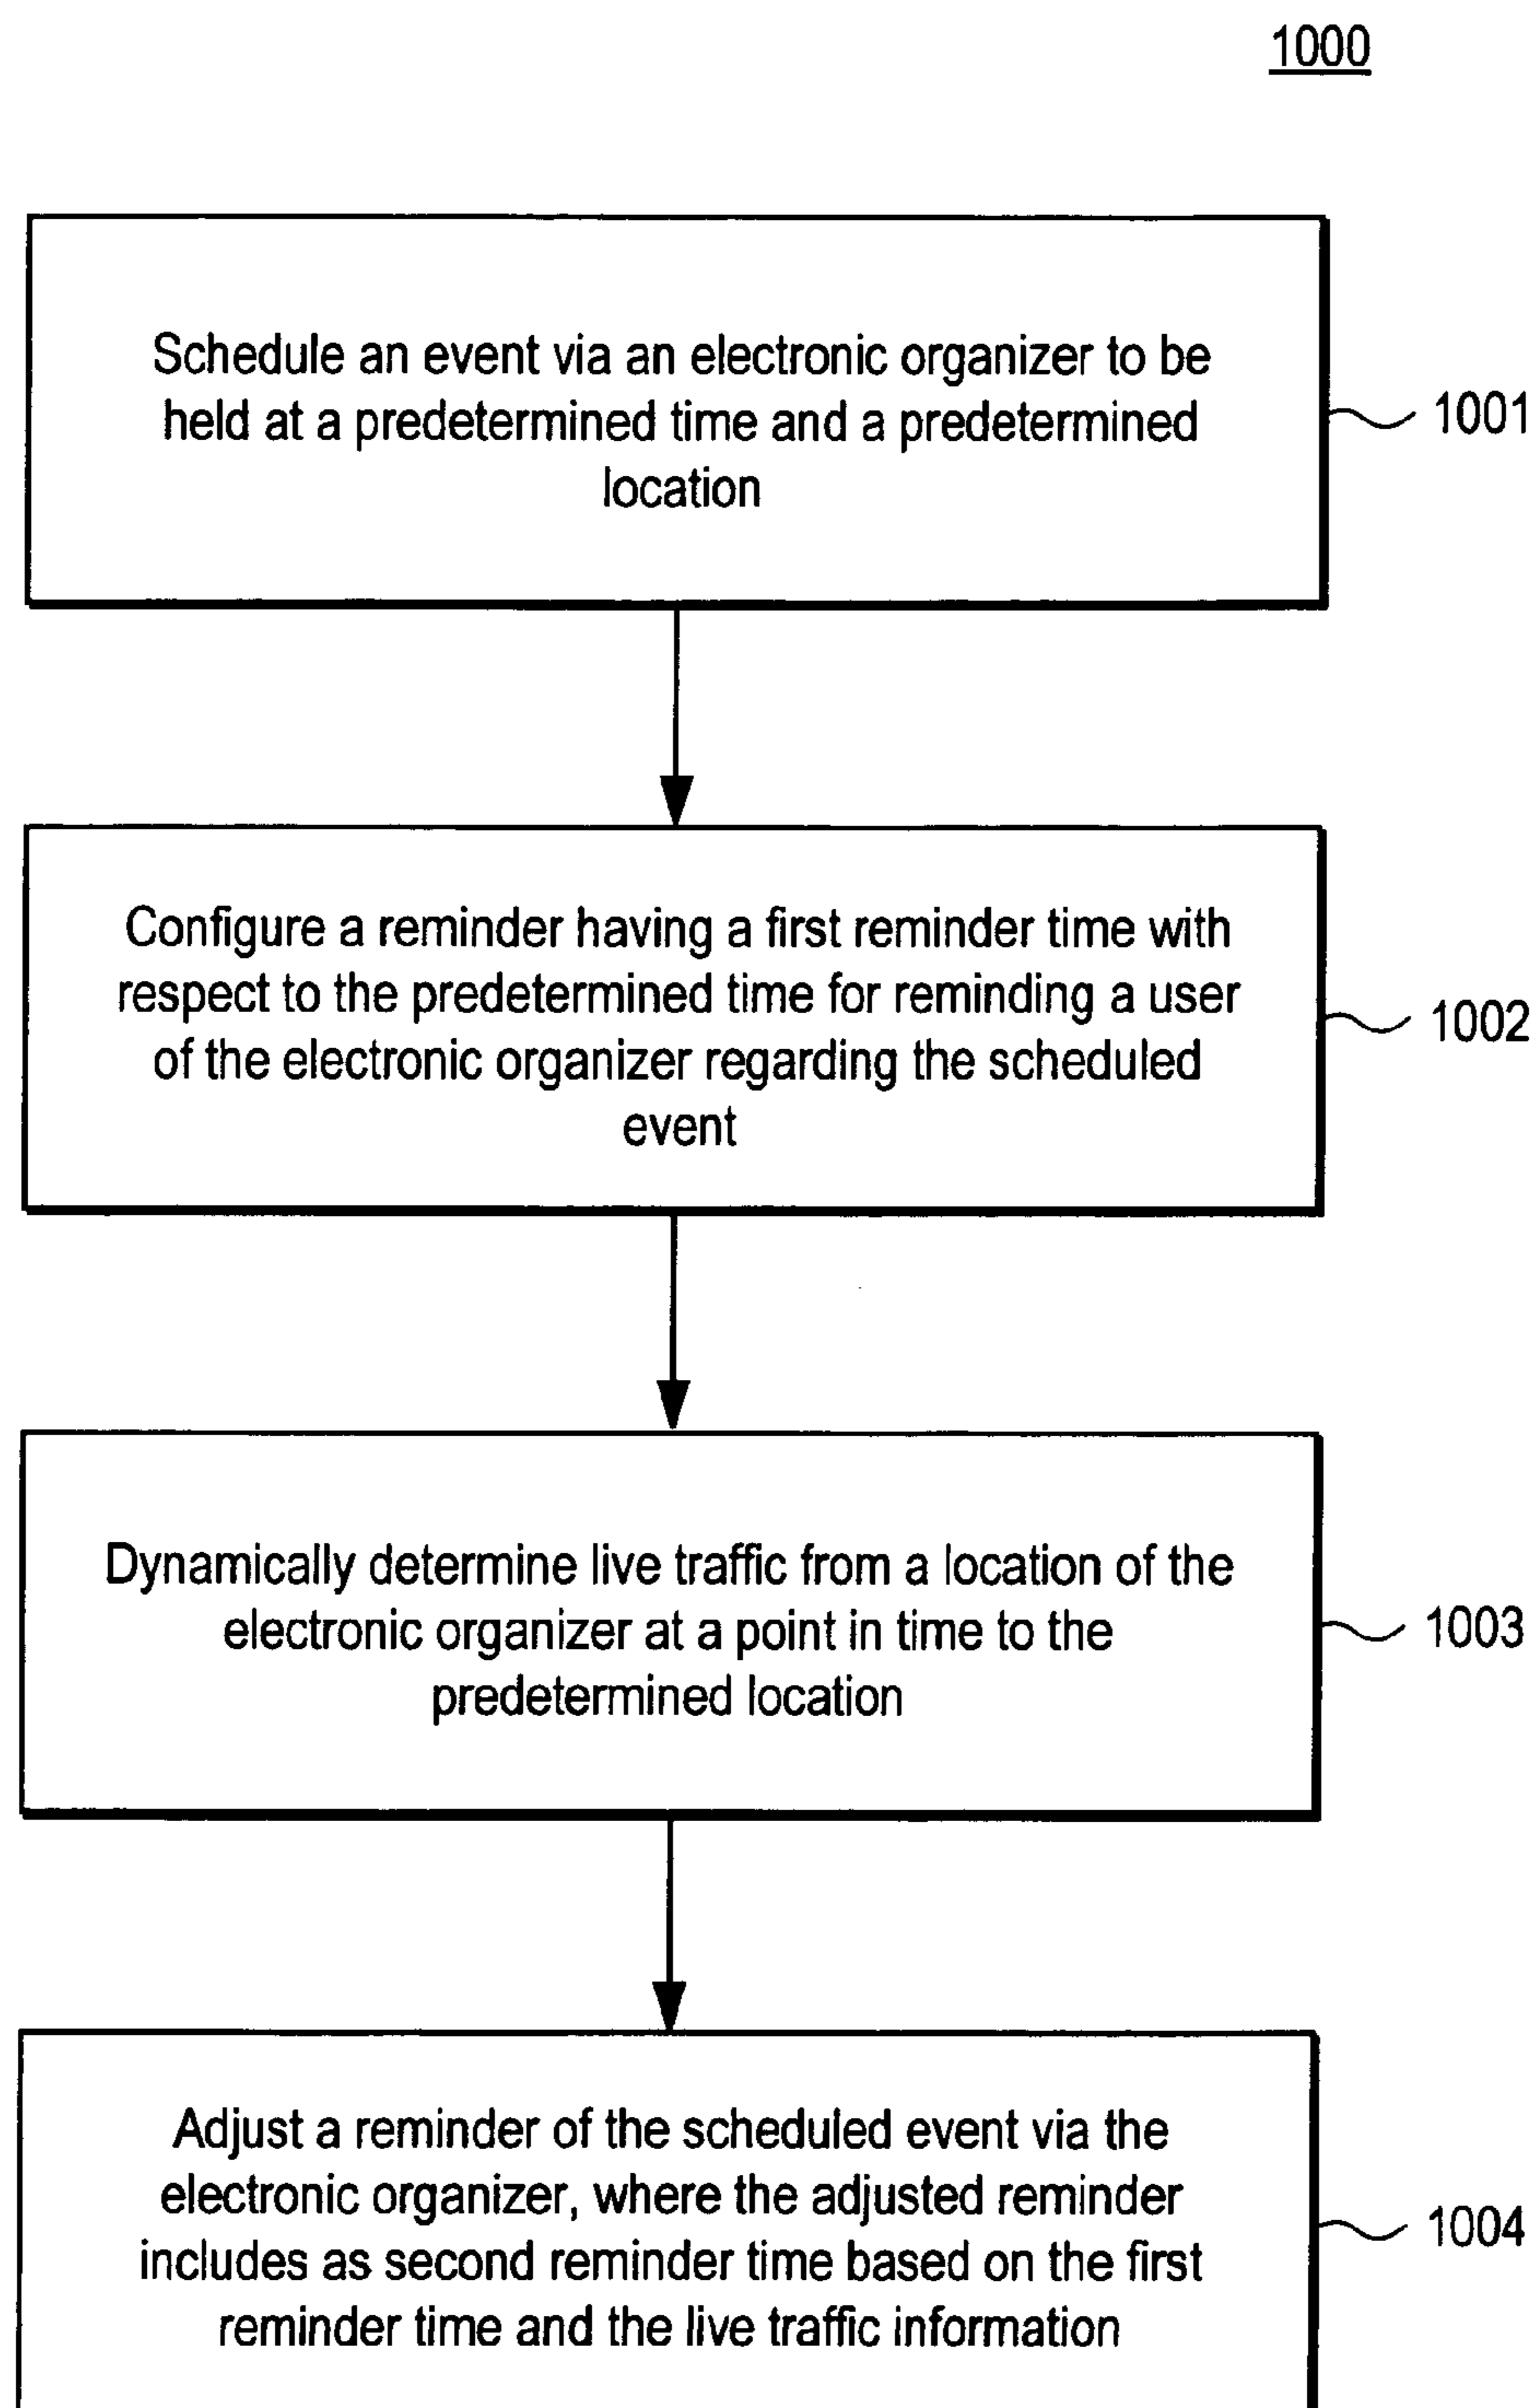 1000
Schedule an event via an electronic organizer to be
held at a predetermined time and a predetermined
location
1001
Configure a reminder having a first reminder time with
respect to the predetermined time for reminding a user
of the electronic organizer regarding the scheduled
event
1002
Dynamically determine live traffic from a location of the
electronic organizer at a point in time to the
predetermined location
1003
Adjust a reminder of the scheduled event via the
electronic organizer, where the adjusted reminder
includes as second reminder time based on the first
reminder time and the live traffic information
1004